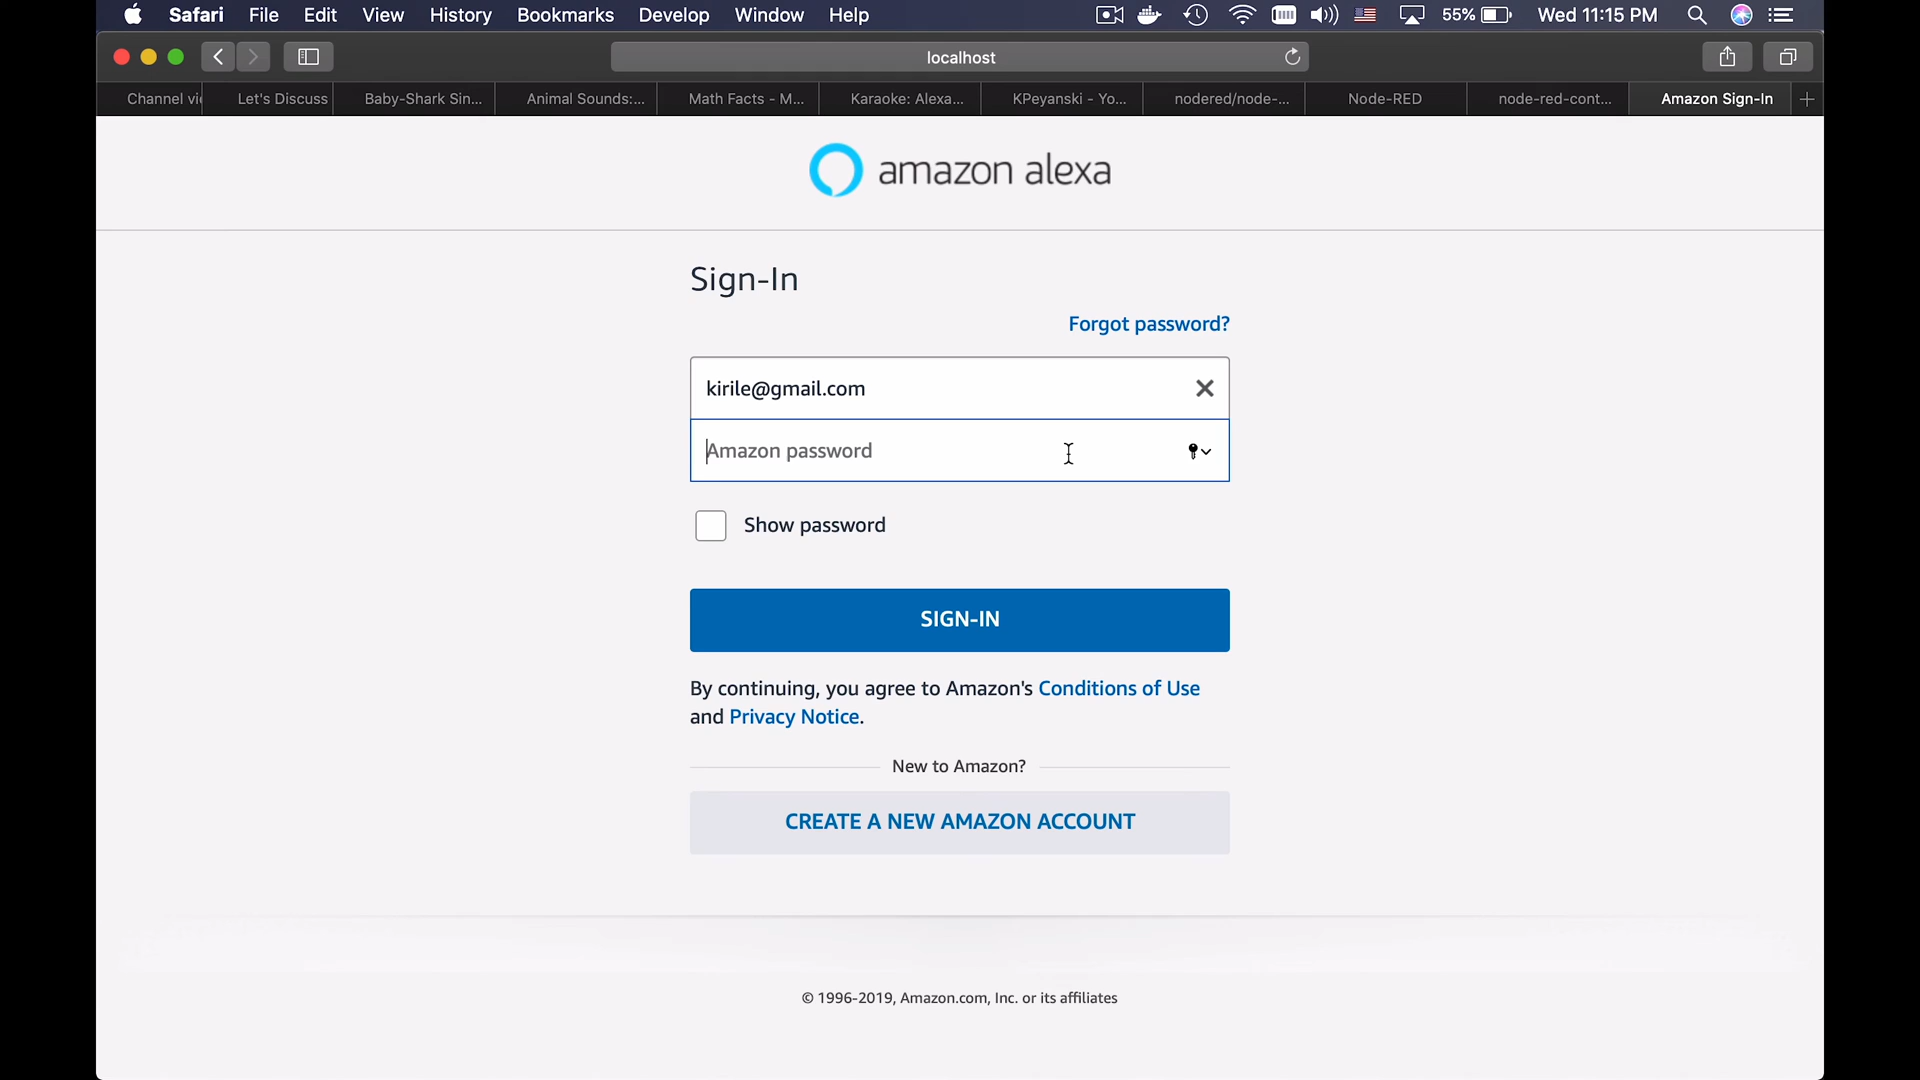 Safari File Edit View History Bookmarks Develop Window Help 55% Wed 11:15 PM
localhost
Channel vi Let's Discuss Baby-Shark Sin... Animal Sounds:... Math Facts - M... Karaoke: Alexa... KPeyanski - Yo... nodered/node-... Node-RED node-red-cont... Amazon Sign-In
amazon alexa
Sign-In
Forgot password?
kirile@gmail.com
Amazon password
Show password
SIGN-IN
By continuing, you agree to Amazon's Conditions of Use
and Privacy Notice.
New to Amazon?
CREATE A NEW AMAZON ACCOUNT
© 1996-2019, Amazon.com, Inc. or its affiliates